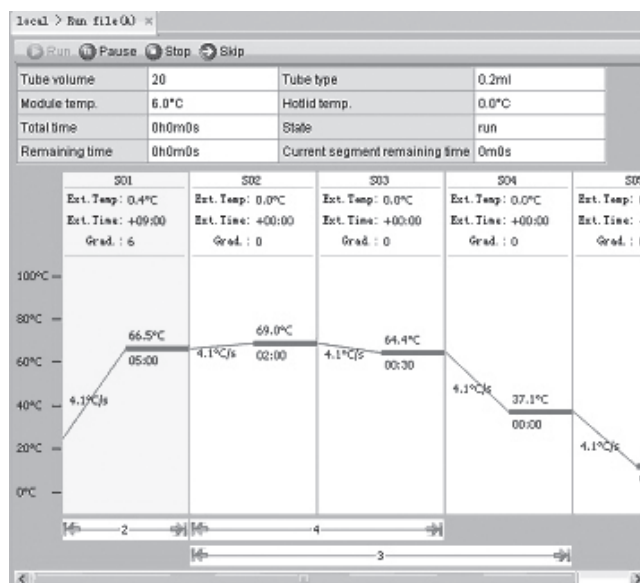 local > Run file(A) ×
Run Pause Stop Skip
Tube volume 20 Tube type 0.2ml
Module temp. 6.0°C Hotlid temp. 0.0°C
Total time 0h0m0s State run
Remaining time 0h0m0s Current segment remaining time 0m0s
S01 S02 S03 S04 S05
Ext.Temp: 0.4°C Ext.Temp: 0.0°C Ext.Temp: 0.0°C Ext.Temp: 0.0°C Ext.Temp:
Ext.Time: +09:00 Ext.Time: +00:00 Ext.Time: +00:00 Ext.Time: +00:00 Ext.Time:
Grad.: 6 Grad.: 0 Grad.: 0 Grad.: 0 Grad.:
100°C
80°C
66.5°C 69.0°C 64.4°C
60°C 05:00 4.1°C/s 02:00 4.1°C/s 00:30
40°C 4.1°C/s 4.1°C/s 37.1°C
00:00
20°C 4.1°C/s
0°C
2 4
3